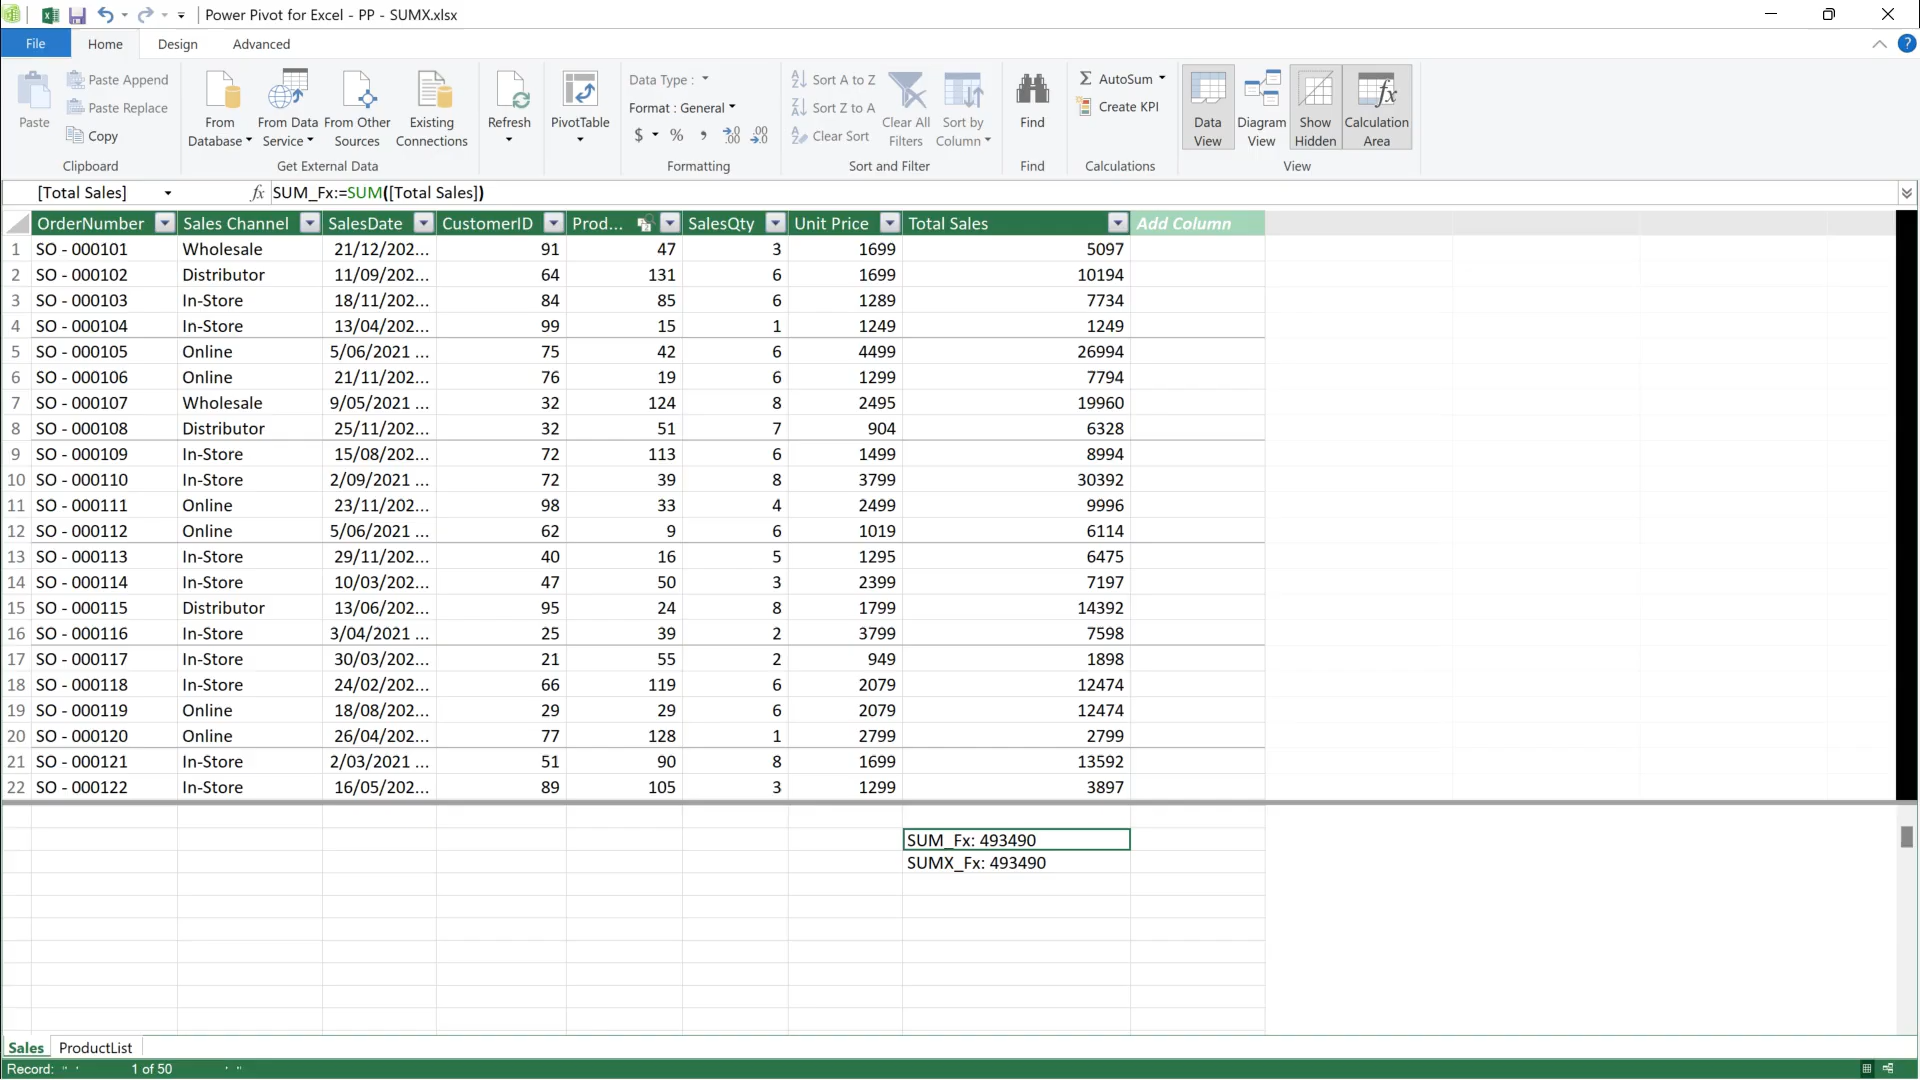 Power Pivot for Excel - PP - SUMX.xlsx
File Home Design Advanced
Paste
Paste Append
Paste Replace
Copy
Clipboard
From Database
From Data Service
From Other Sources
Existing Connections
Get External Data
Refresh
PivotTable
Data Type :
Format : General
$ % ,
Formatting
Sort A to Z
Sort Z to A
Clear Sort
Clear All Filters
Sort by Column
Sort and Filter
Find
Find
AutoSum
Create KPI
Calculations
Data View
Diagram View
Show Hidden
Calculation Area
View
[Total Sales] fx SUM_Fx:=SUM([Total Sales])
OrderNumber Sales Channel SalesDate CustomerID Prod... SalesQty Unit Price Total Sales Add Column
1 SO - 000101 Wholesale 21/12/202... 91 47 3 1699 5097
2 SO - 000102 Distributor 11/09/202... 64 131 6 1699 10194
3 SO - 000103 In-Store 18/11/202... 84 85 6 1289 7734
4 SO - 000104 In-Store 13/04/202... 99 15 1 1249 1249
5 SO - 000105 Online 5/06/2021 ... 75 42 6 4499 26994
6 SO - 000106 Online 21/11/202... 76 19 6 1299 7794
7 SO - 000107 Wholesale 9/05/2021 ... 32 124 8 2495 19960
8 SO - 000108 Distributor 25/11/202... 32 51 7 904 6328
9 SO - 000109 In-Store 15/08/202... 72 113 6 1499 8994
10 SO - 000110 In-Store 2/09/2021 ... 72 39 8 3799 30392
11 SO - 000111 Online 23/11/202... 98 33 4 2499 9996
12 SO - 000112 Online 5/06/2021 ... 62 9 6 1019 6114
13 SO - 000113 In-Store 29/11/202... 40 16 5 1295 6475
14 SO - 000114 In-Store 10/03/202... 47 50 3 2399 7197
15 SO - 000115 Distributor 13/06/202... 95 24 8 1799 14392
16 SO - 000116 In-Store 3/04/2021 ... 25 39 2 3799 7598
17 SO - 000117 In-Store 30/03/202... 21 55 2 949 1898
18 SO - 000118 In-Store 24/02/202... 66 119 6 2079 12474
19 SO - 000119 Online 18/08/202... 29 29 6 2079 12474
20 SO - 000120 Online 26/04/202... 77 128 1 2799 2799
21 SO - 000121 In-Store 2/03/2021 ... 51 90 8 1699 13592
22 SO - 000122 In-Store 16/05/202... 89 105 3 1299 3897
SUM_Fx: 493490
SUMX_Fx: 493490
Sales ProductList
Record: 1 of 50